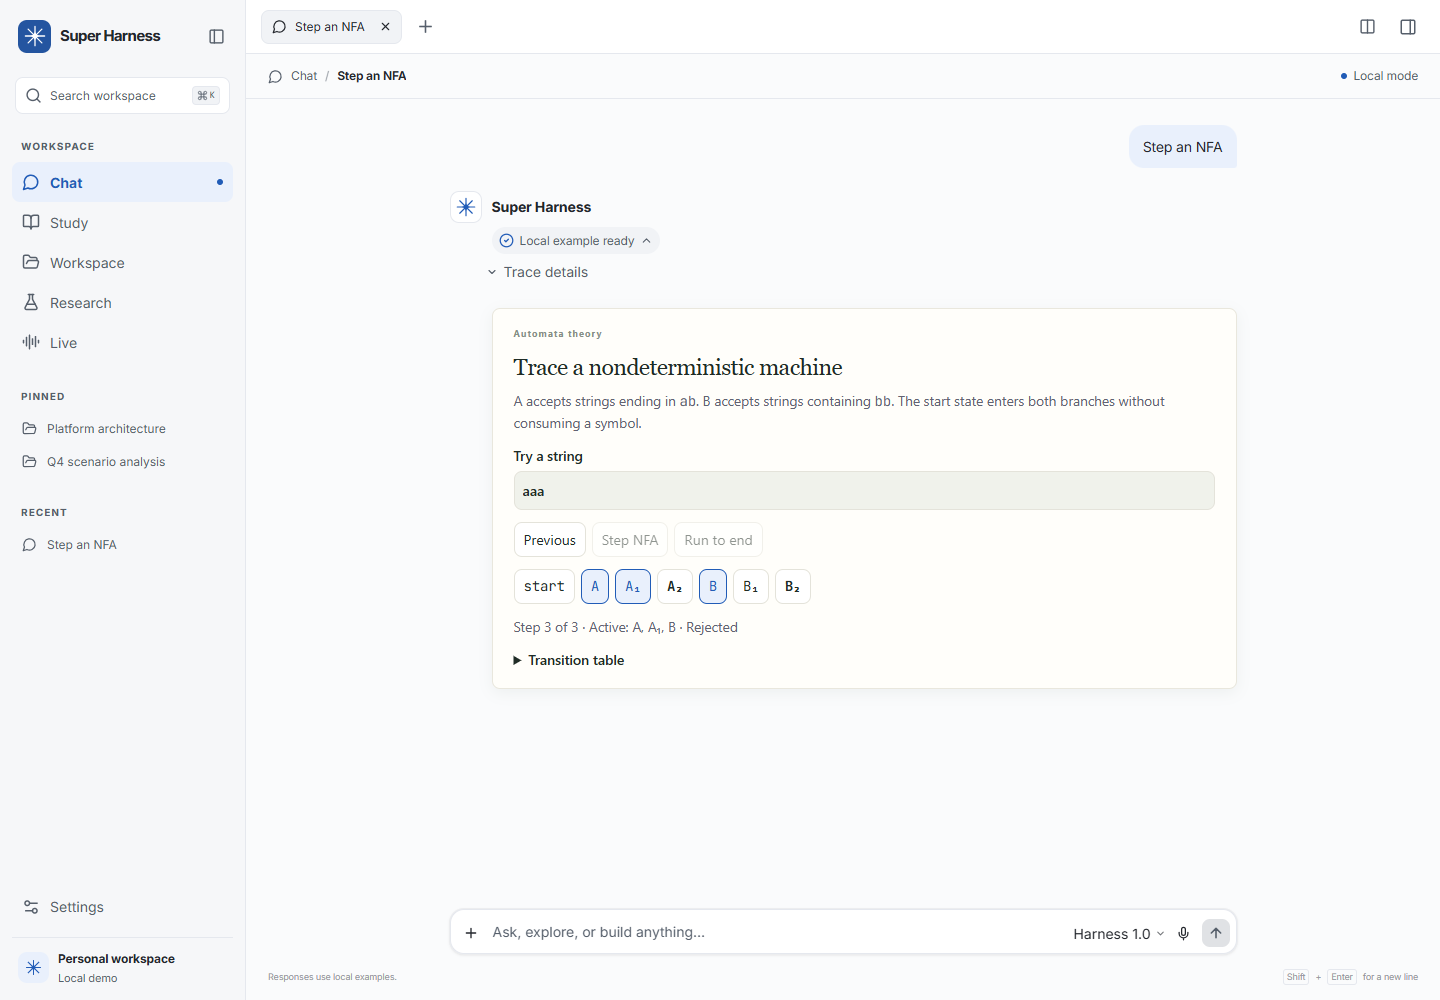 Super Harness
Search workspace
⌘ K
WORKSPACE
Chat
Study
Workspace
Research
Live
PINNED
Platform architecture
Q4 scenario analysis
RECENT
Step an NFA
Settings
Personal workspace
Local demo
Step an NFA
Chat / Step an NFA
Local mode
Step an NFA
Super Harness
Local example ready
Trace details
Automata theory
Trace a nondeterministic machine
A accepts strings ending in ab. B accepts strings containing bb. The start state enters both branches without
consuming a symbol.
Try a string
aaa
Previous Step NFA Run to end
start A A₁ A₂ B B₁ B₂
Step 3 of 3 · Active: A, A₁, B · Rejected
Transition table
Ask, explore, or build anything...
Harness 1.0
Responses use local examples.
Shift + Enter for a new line